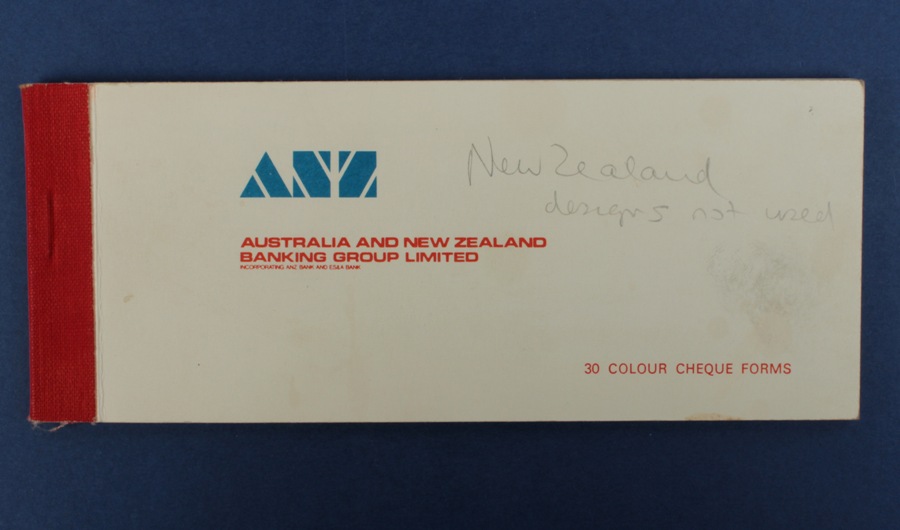 ANZ
New Zealand
designs not used
AUSTRALIA AND NEW ZEALAND
BANKING GROUP LIMITED
INCORPORATING ANZ BANK AND ES&A BANK
30 COLOUR CHEQUE FORMS